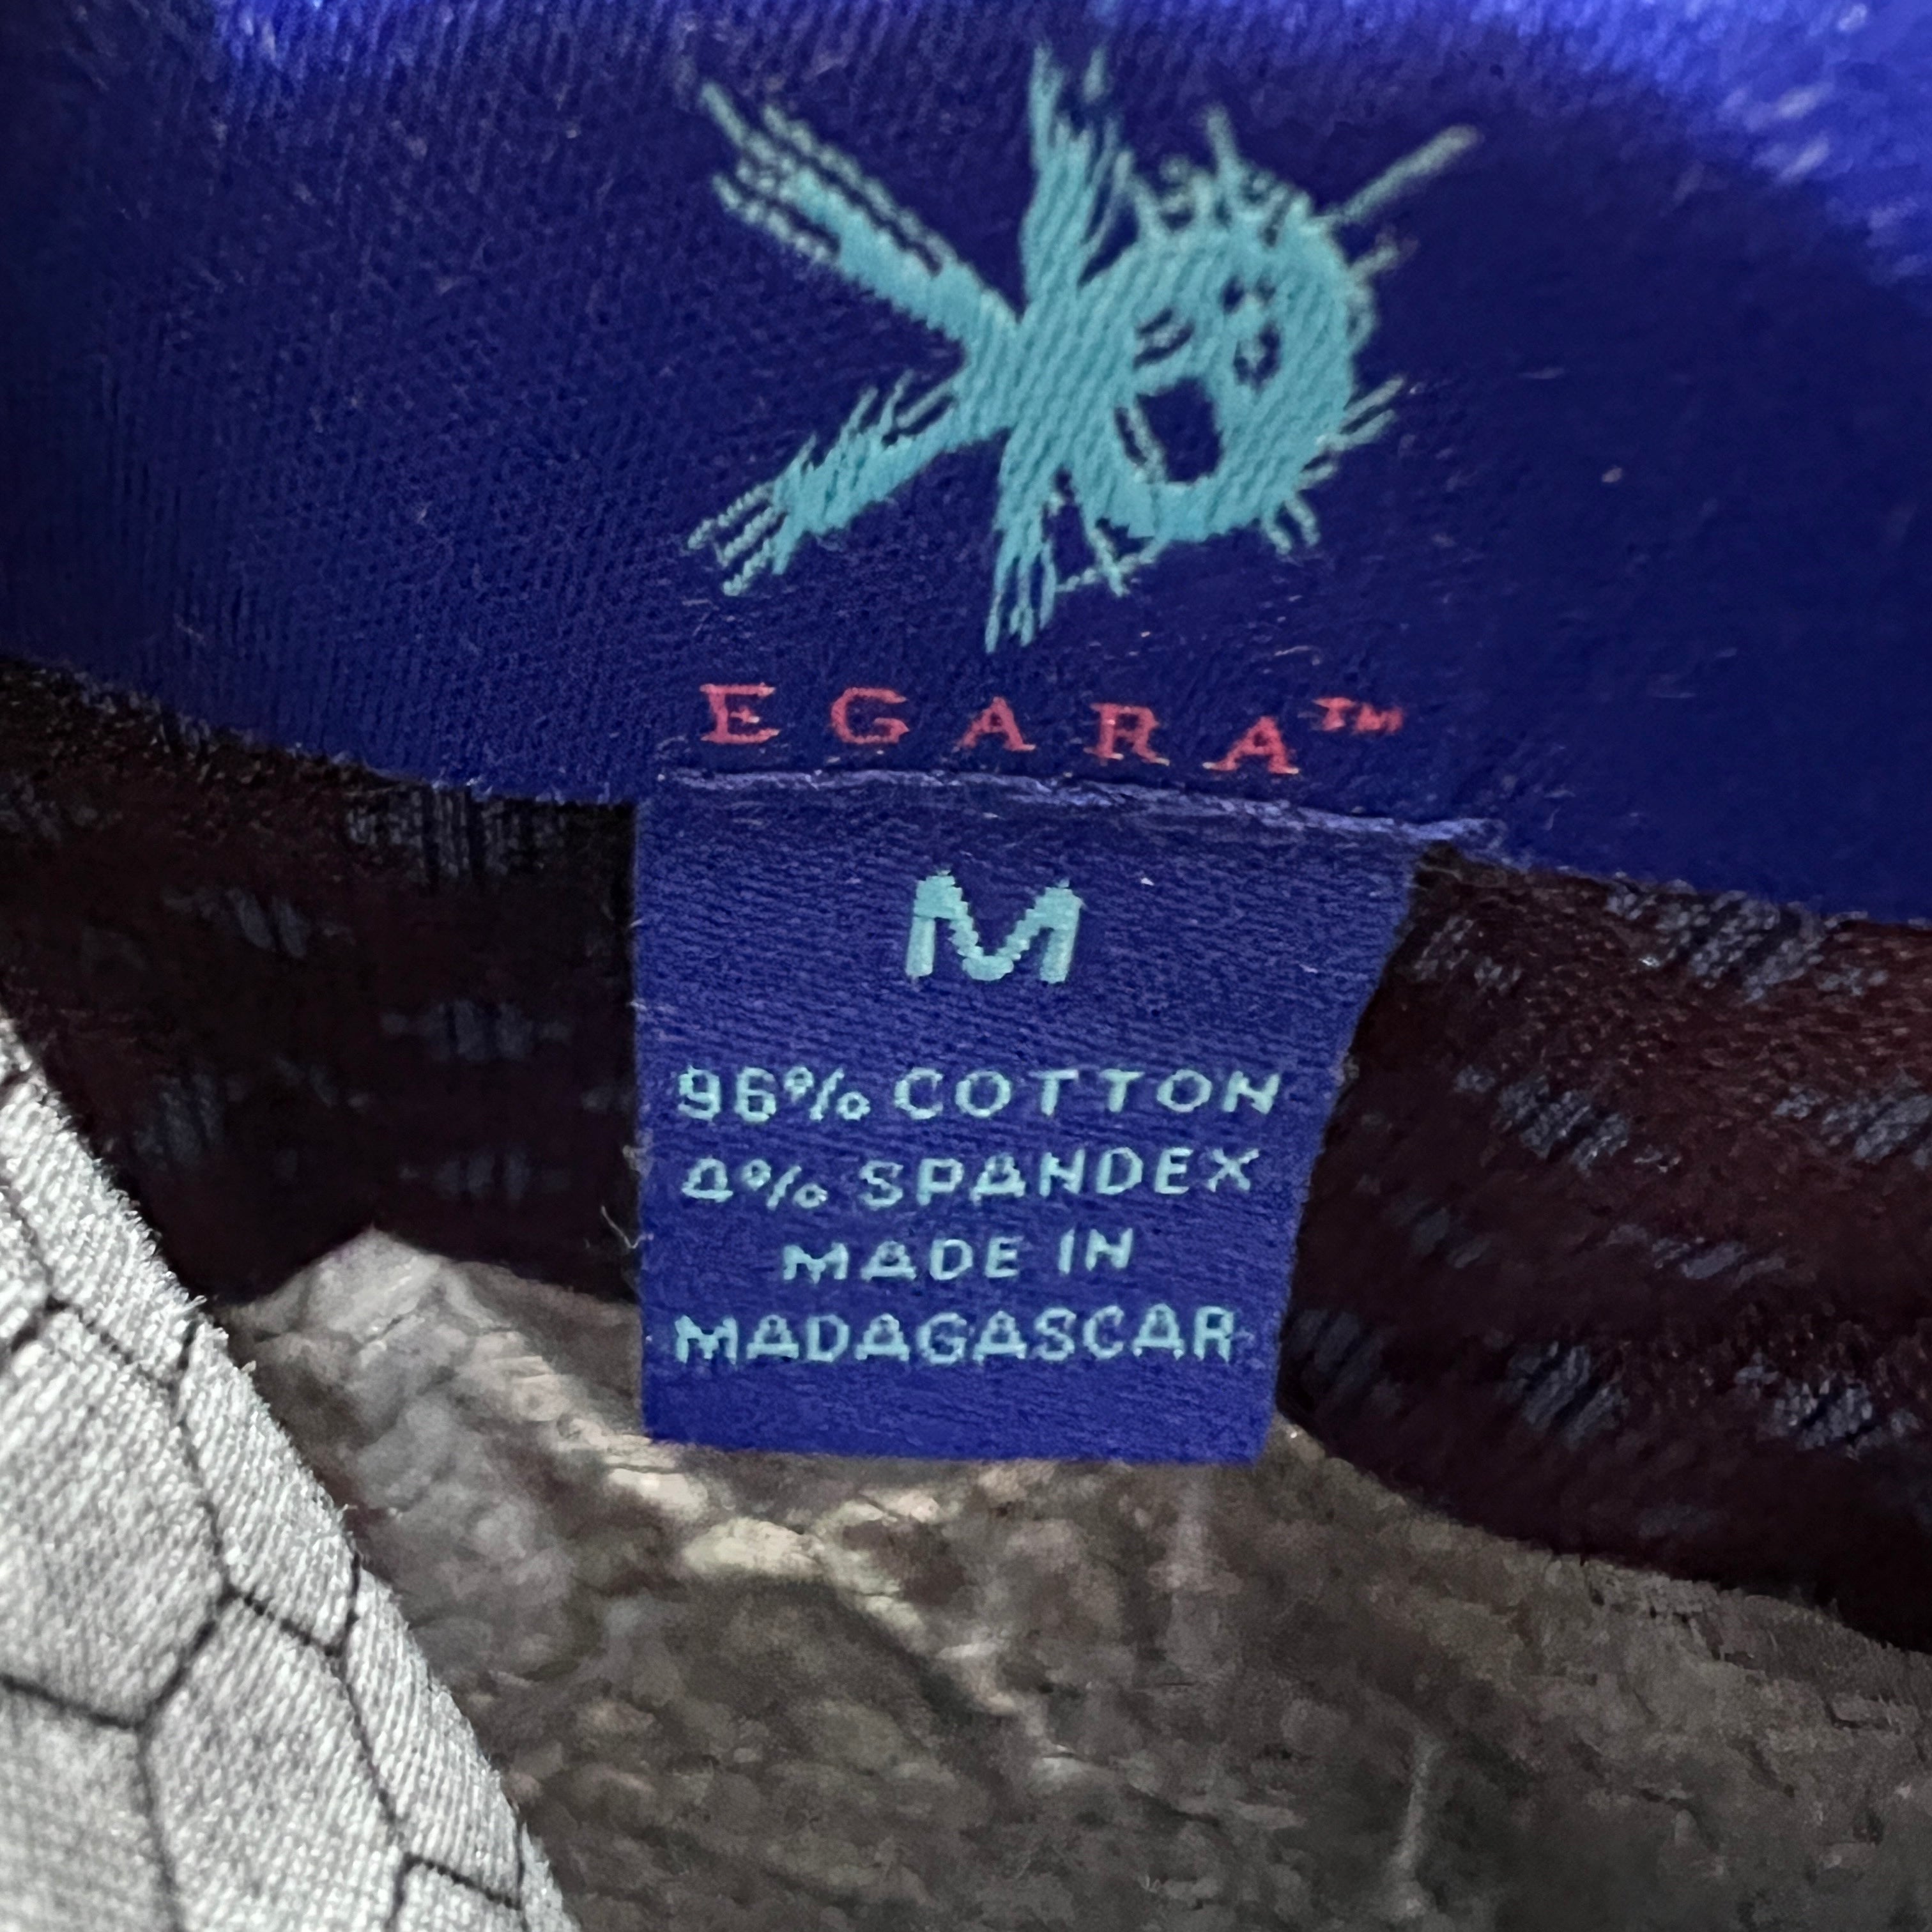 EGARA™
M
96% COTTON
4% SPANDEX
MADE IN
MADAGASCAR